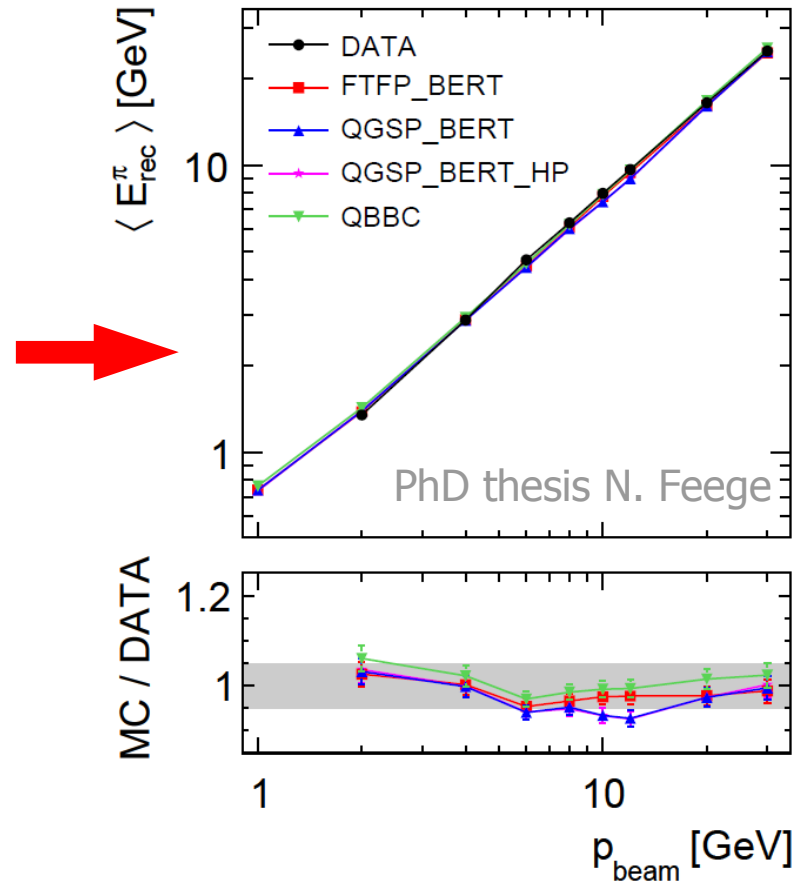 ⟨ E^π_rec ⟩ [GeV]
DATA
FTFP_BERT
QGSP_BERT
QGSP_BERT_HP
QBBC
10
1
PhD thesis N. Feege
MC / DATA
1.2
1
1 10
p_beam [GeV]